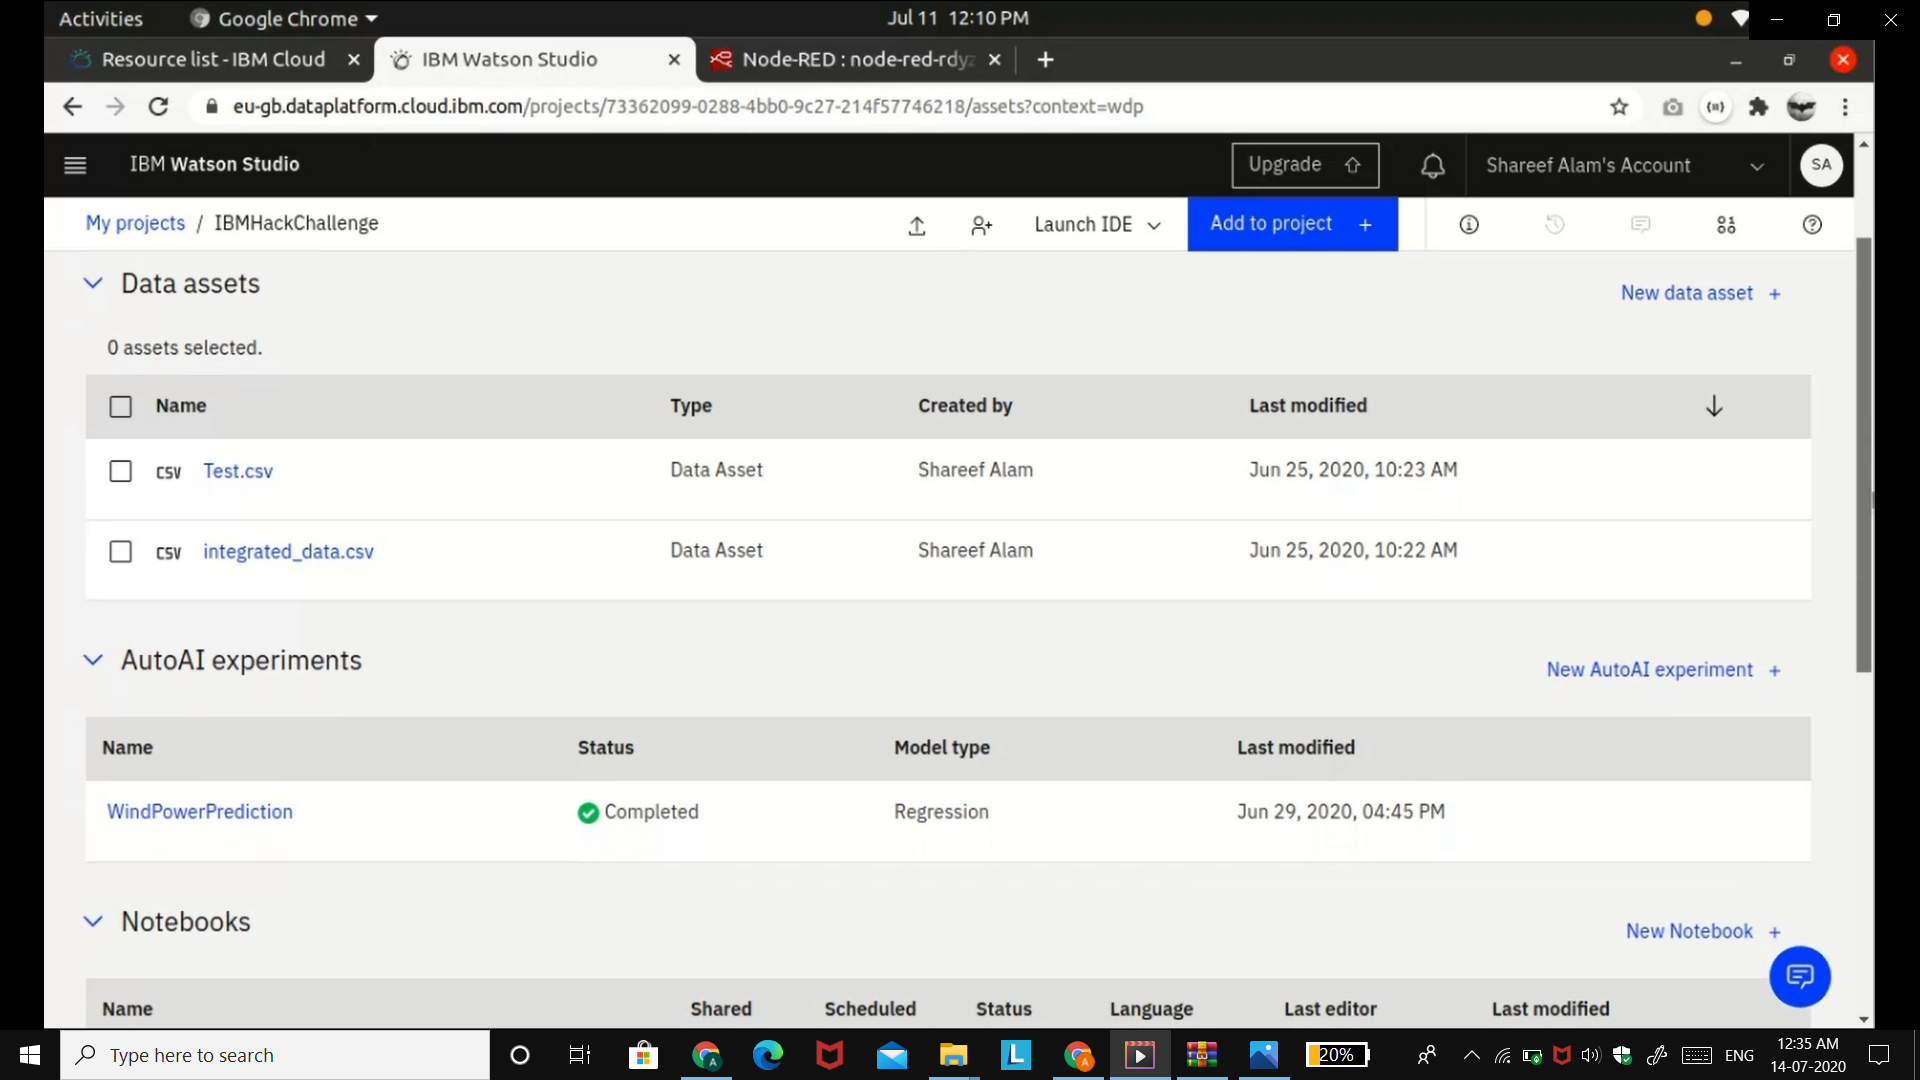 Activities Google Chrome Jul 11 12:10 PM
Resource list - IBM Cloud IBM Watson Studio Node-RED : node-red-rdyz
eu-gb.dataplatform.cloud.ibm.com/projects/73362099-0288-4bb0-9c27-214f57746218/assets?context=wdp
IBM Watson Studio Upgrade Shareef Alam's Account SA
My projects / IBMHackChallenge Launch IDE Add to project +
Data assets
New data asset +
0 assets selected.
Name Type Created by Last modified
CSV Test.csv Data Asset Shareef Alam Jun 25, 2020, 10:23 AM
CSV integrated_data.csv Data Asset Shareef Alam Jun 25, 2020, 10:22 AM
AutoAI experiments
New AutoAI experiment +
Name Status Model type Last modified
WindPowerPrediction Completed Regression Jun 29, 2020, 04:45 PM
Notebooks
New Notebook +
Name Shared Scheduled Status Language Last editor Last modified
Type here to search 20% ENG 12:35 AM
14-07-2020